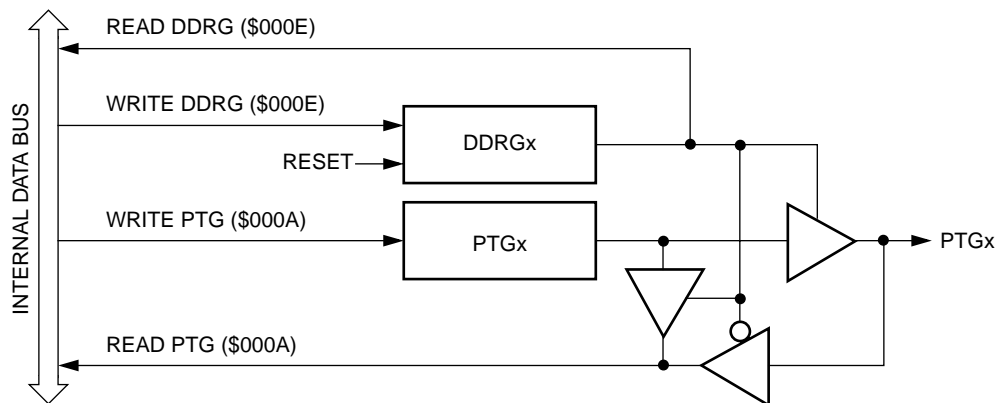 READ DDRG ($000E)
WRITE DDRG ($000E)
DDRGx
RESET
WRITE PTG ($000A)
PTGx
PTGx
READ PTG ($000A)
INTERNAL DATA BUS